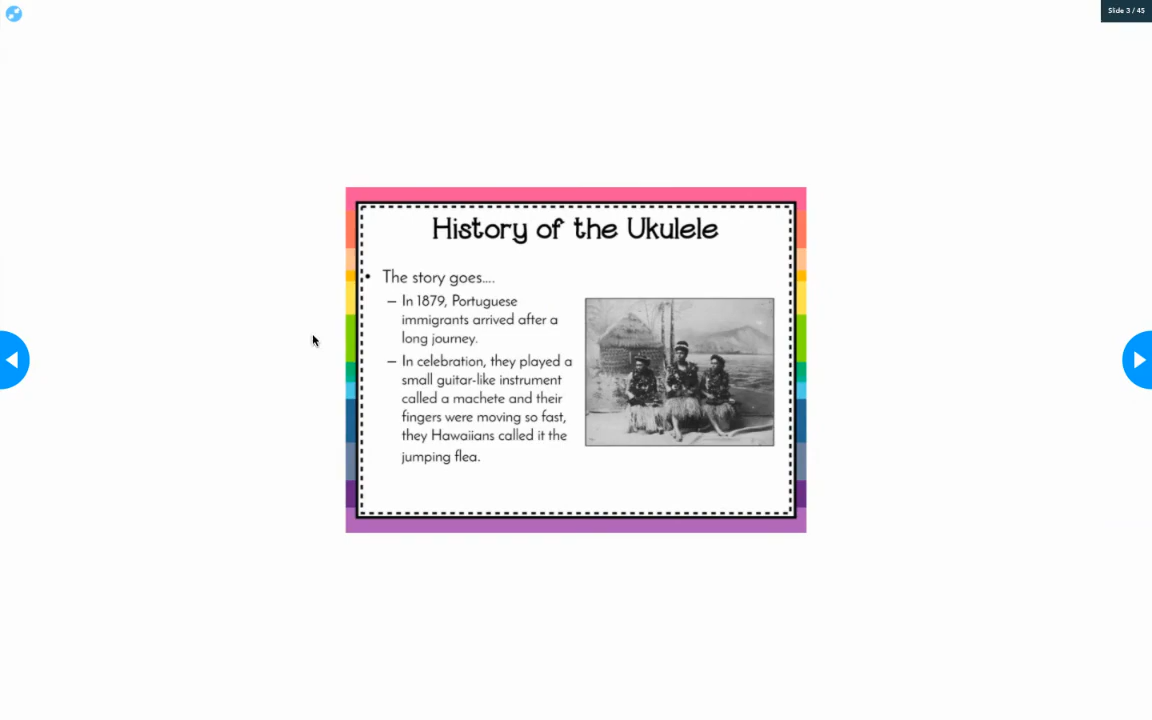 Slide 3 / 45
History of the Ukulele
• The story goes....
– In 1879, Portuguese
immigrants arrived after a
long journey.
– In celebration, they played a
small guitar-like instrument
called a machete and their
fingers were moving so fast,
they Hawaiians called it the
jumping flea.